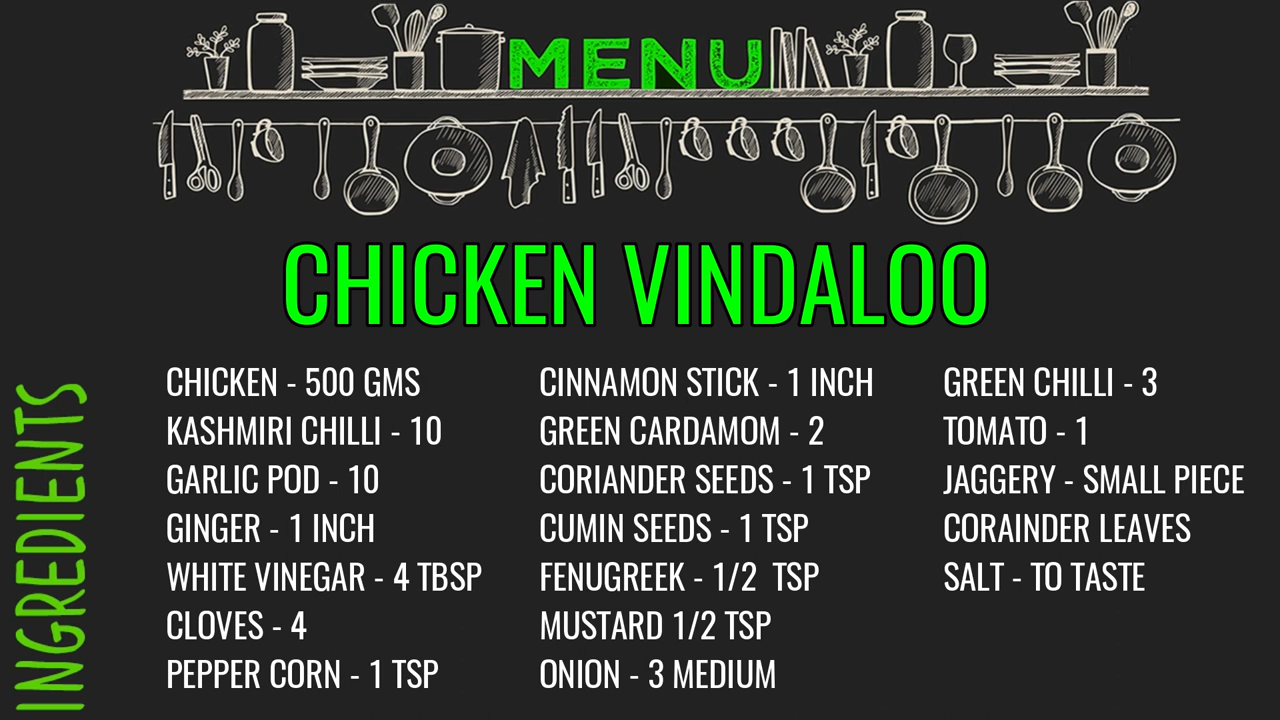 MENU
CHICKEN VINDALOO
INGREDIENTS
CHICKEN - 500 GMS
KASHMIRI CHILLI - 10
GARLIC POD - 10
GINGER - 1 INCH
WHITE VINEGAR - 4 TBSP
CLOVES - 4
PEPPER CORN - 1 TSP
CINNAMON STICK - 1 INCH
GREEN CARDAMOM - 2
CORIANDER SEEDS - 1 TSP
CUMIN SEEDS - 1 TSP
FENUGREEK - 1/2  TSP
MUSTARD 1/2 TSP
ONION - 3 MEDIUM
GREEN CHILLI - 3
TOMATO - 1
JAGGERY - SMALL PIECE
CORAINDER LEAVES
SALT - TO TASTE